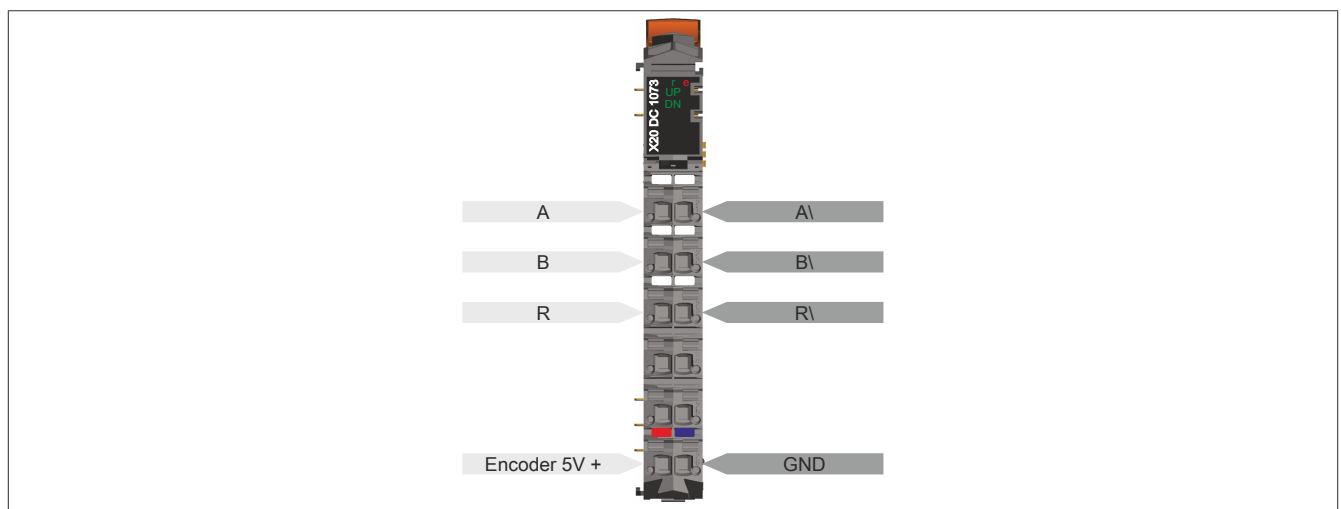 X20 DC 1073
r e
UP
DN
A A\
B B\
R R\
Encoder 5V + GND